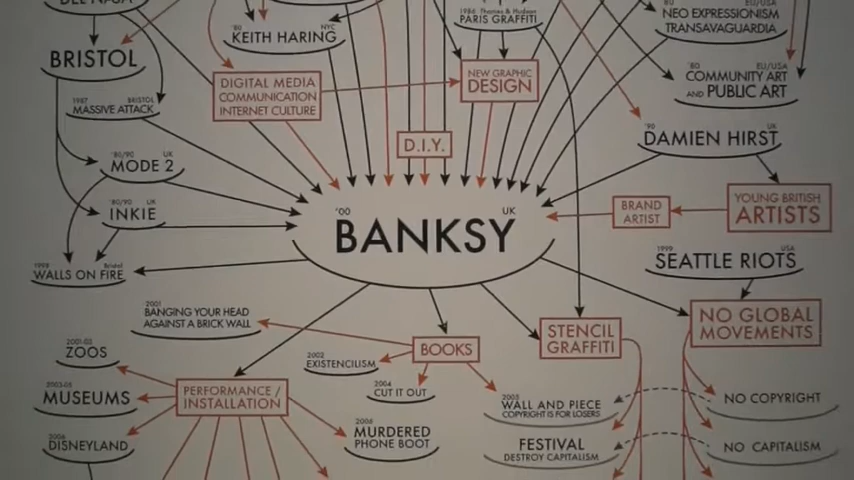 DEL NASA
'80 NYC
KEITH HARING
1984 Thames & Hudson
PARIS GRAFFITI
'80 EU/USA
NEO EXPRESSIONISM
TRANSAVAGUARDIA
BRISTOL
DIGITAL MEDIA
COMMUNICATION
INTERNET CULTURE
NEW GRAPHIC
DESIGN
'80 EU/USA
COMMUNITY ART
AND PUBLIC ART
1987 BRISTOL
MASSIVE ATTACK
D.I.Y.
'90 UK
DAMIEN HIRST
'80/90 UK
MODE 2
'80/90 UK
INKIE
'00 UK
BANKSY
BRAND
ARTIST
YOUNG BRITISH
ARTISTS
1998 Bristol
WALLS ON FIRE
1999 USA
SEATTLE RIOTS
2001
BANGING YOUR HEAD
AGAINST A BRICK WALL
STENCIL
GRAFFITI
NO GLOBAL
MOVEMENTS
2001-03
ZOOS
2002
EXISTENCILISM
BOOKS
2003-05
MUSEUMS
PERFORMANCE /
INSTALLATION
2004
CUT IT OUT
2005
WALL AND PIECE
COPYRIGHT IS FOR LOSERS
NO COPYRIGHT
2006
DISNEYLAND
2006
MURDERED
PHONE BOOT
FESTIVAL
DESTROY CAPITALISM
NO CAPITALISM